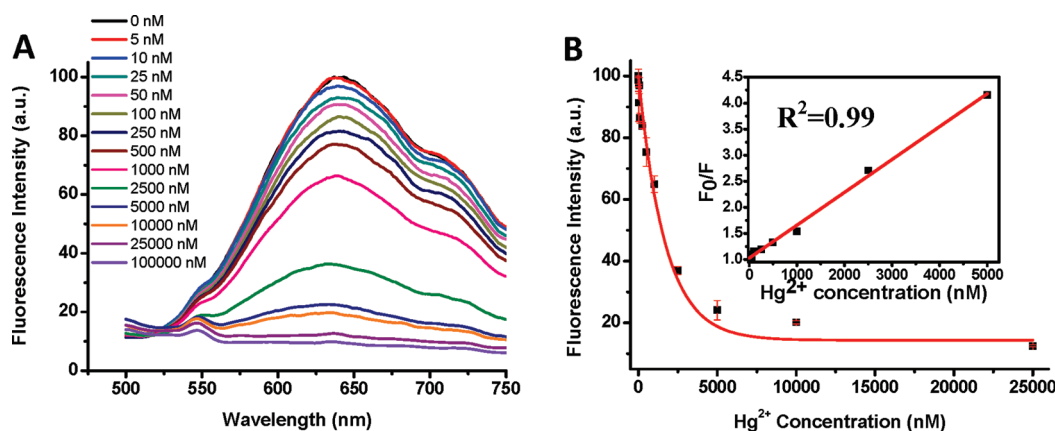 A
0 nM
5 nM
10 nM
25 nM
50 nM
100 nM
250 nM
500 nM
1000 nM
2500 nM
5000 nM
10000 nM
25000 nM
100000 nM
100
80
60
40
20
0
500 550 600 650 700 750
Wavelength (nm)
Fluorescence Intensity (a.u.)
B
100
80
60
40
20
0 5000 10000 15000 20000 25000
Hg²⁺ Concentration (nM)
Fluorescence Intensity (a.u.)
R²=0.99
4.5
4.0
3.5
3.0
2.5
2.0
1.5
1.0
0 1000 2000 3000 4000 5000
Hg²⁺ concentration (nM)
F₀/F